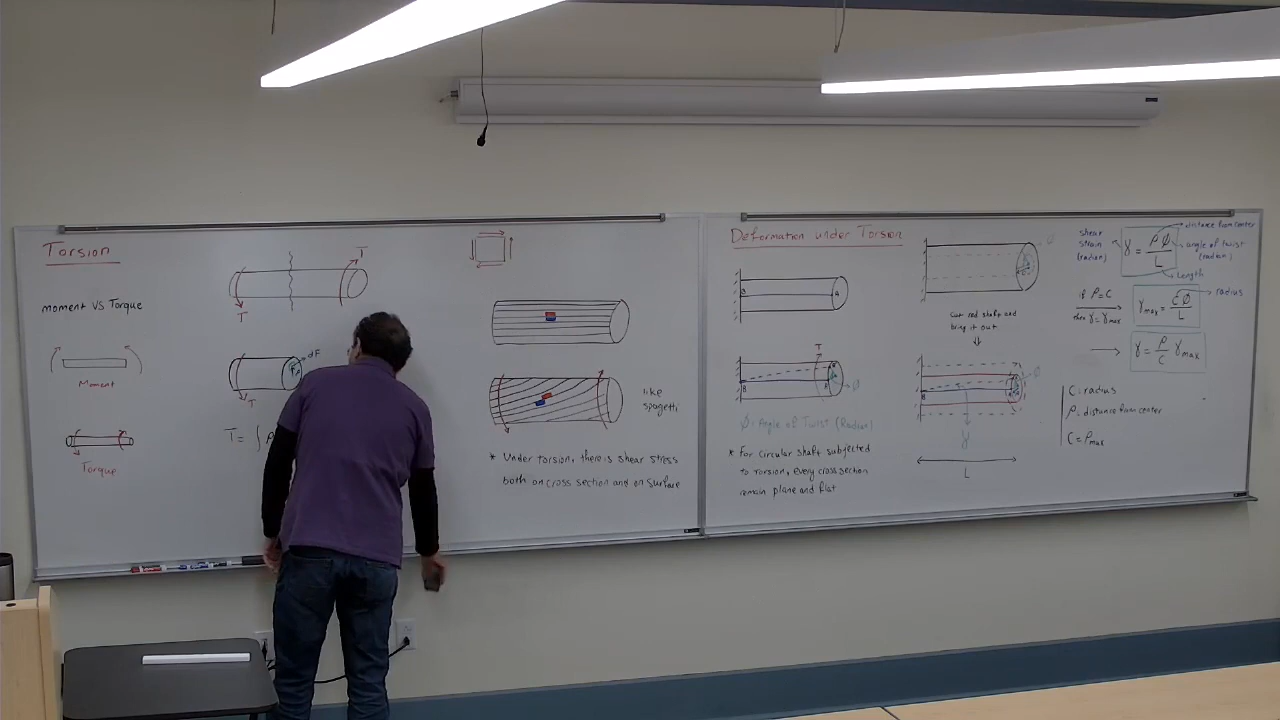 Torsion
moment VS Torque
Moment
Torque
T
T
dF
T
T = ∫ ρ
like
spagetti
* Under torsion, there is shear stress
both on cross section and on surface
Deformation under Torsion
B
A
T
B
Ø
Ø: Angle of Twist (Radian)
* For circular shaft subjected
to torsion, every cross section
remain plane and flat
Ø
cut red shaft and
bring it out
B
Ø
γ
L
shear
strain
(radian)
γ = ρØ / L
distance from center
angle of twist
(radian)
Length
if ρ=C
then γ=γmax
γmax = CØ / L
radius
γ = ρ/C γmax
C: radius
ρ: distance from center
C = ρmax